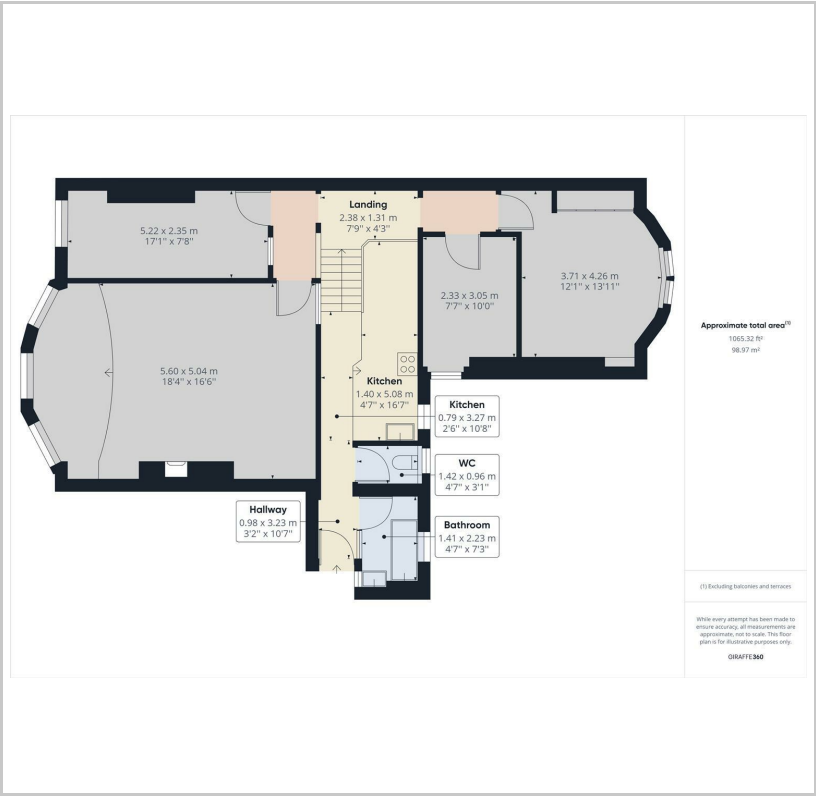 Landing
2.38 x 1.31 m
7'9" x 4'3"
5.22 x 2.35 m
17'1" x 7'8"
2.33 x 3.05 m
7'7" x 10'0"
3.71 x 4.26 m
12'1" x 13'11"
5.60 x 5.04 m
18'4" x 16'6"
Kitchen
1.40 x 5.08 m
4'7" x 16'7"
Kitchen
0.79 x 3.27 m
2'6" x 10'8"
WC
1.42 x 0.96 m
4'7" x 3'1"
Hallway
0.98 x 3.23 m
3'2" x 10'7"
Bathroom
1.41 x 2.23 m
4'7" x 7'3"
Approximate total area(1)
1065.32 ft²
98.97 m²
(1) Excluding balconies and terraces
While every attempt has been made to
ensure accuracy, all measurements are
approximate, not to scale. This floor
plan is for illustrative purposes only.
GIRAFFE360